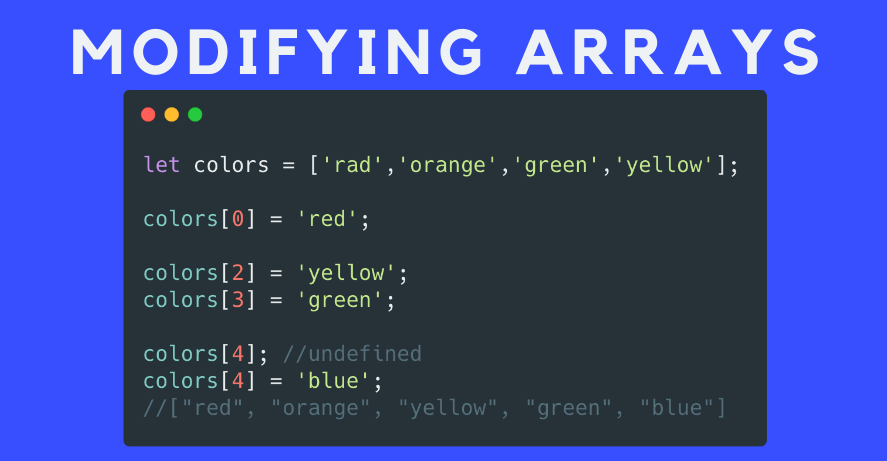 MODIFYING ARRAYS
let colors = ['rad','orange','green','yellow'];
colors[0] = 'red';
colors[2] = 'yellow';
colors[3] = 'green';
colors[4]; //undefined
colors[4] = 'blue';
//["red", "orange", "yellow", "green", "blue"]